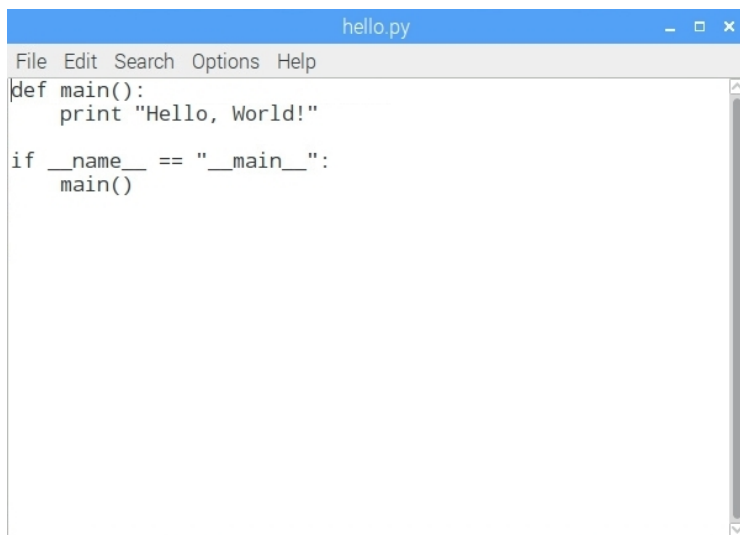 hello.py
File Edit Search Options Help
def main():
    print "Hello, World!"

if __name__ == "__main__":
    main()